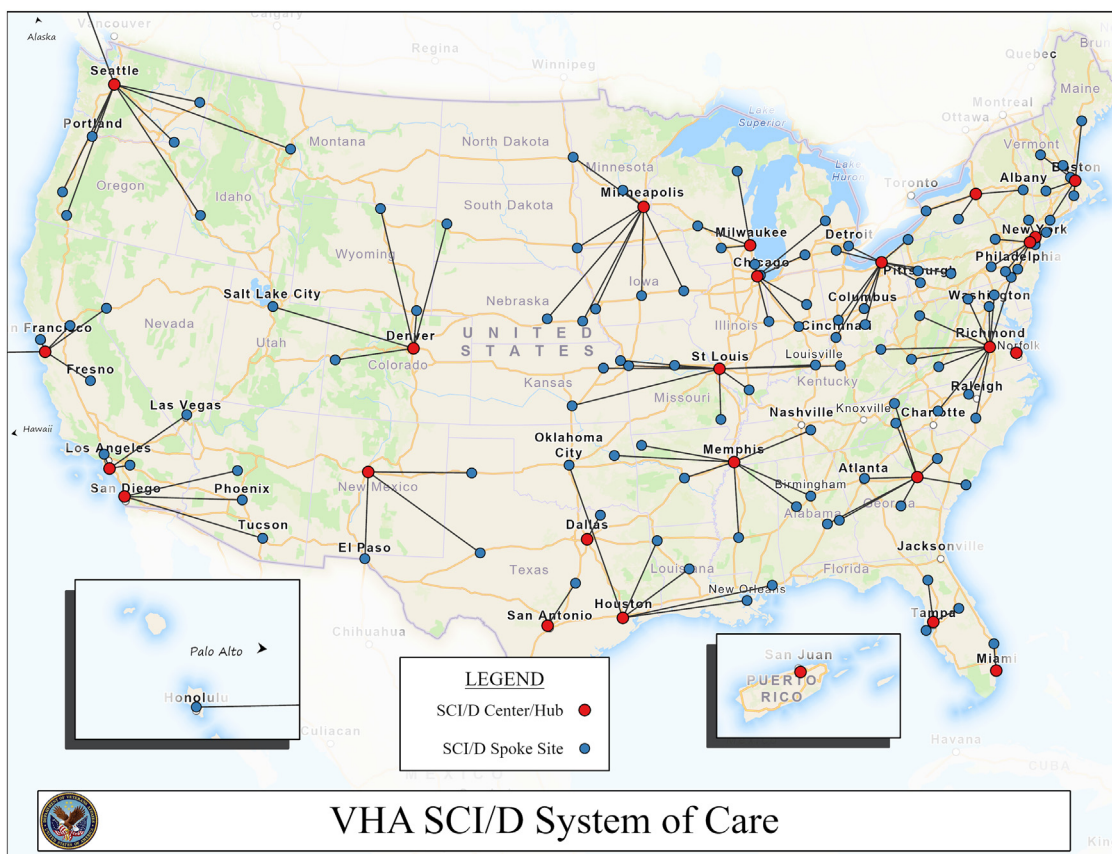 Vancouver
Calgary
Alaska
Seattle
Regina
Winnipeg
Quebec
Maine
Montreal
Ottawa
Lake
Superior
Portland
Montana
North Dakota
Minnesota
Vermont
Lake
Huron
Toronto
Boston
Albany
Oregon
Idaho
South Dakota
Minneapolis
Milwaukee
Detroit
New York
Wyoming
Chicago
Pittsburgh
Philadelphia
Iowa
Salt Lake City
Nebraska
Columbus
Washington
Nevada
San Francisco
Utah
Denver
UNITED
STATES
Illinois
Cincinnati
Richmond
Norfolk
Colorado
St Louis
Louisville
Fresno
Kansas
Missouri
Kentucky
Raleigh
Las Vegas
Nashville
Knoxville
Charlotte
Hawaii
Los Angeles
Oklahoma
City
Memphis
Atlanta
San Diego
Phoenix
New Mexico
Birmingham
Alabama
Georgia
Tucson
Dallas
El Paso
Jacksonville
Texas
Louisiana
Florida
New Orleans
San Antonio
Houston
Tampa
Chihuahua
Palo Alto
San Juan
Miami
LEGEND
PUERTO
RICO
Honolulu
SCI/D Center/Hub
SCI/D Spoke Site
Culiacan
Havana
MEXICO
CUBA
VHA SCI/D System of Care